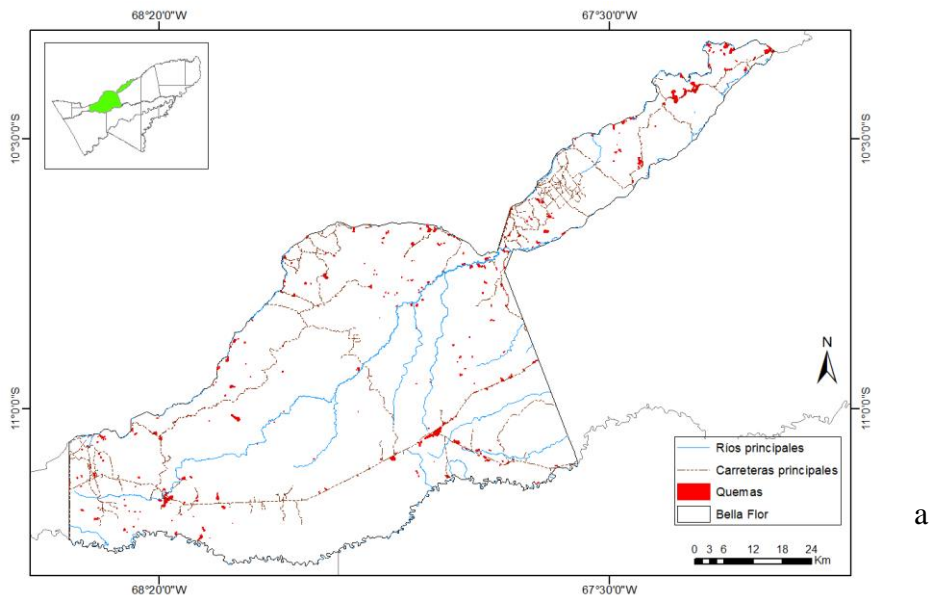 68°20'0"W 67°30'0"W
10°30'0"S 10°30'0"S
N
11°0'0"S 11°0'0"S
Ríos principales
Carreteras principales
Quemas
Bella Flor
a
0 3 6 12 18 24
Km
68°20'0"W 67°30'0"W